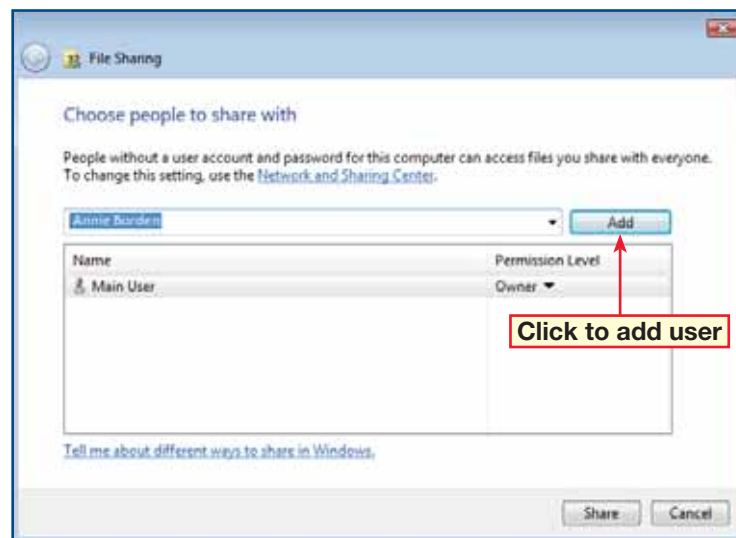 File Sharing
Choose people to share with
People without a user account and password for this computer can access files you share with everyone.
To change this setting, use the Network and Sharing Center.
Annie Borden
Add
Name
Permission Level
Main User
Owner
Click to add user
Tell me about different ways to share in Windows.
Share
Cancel